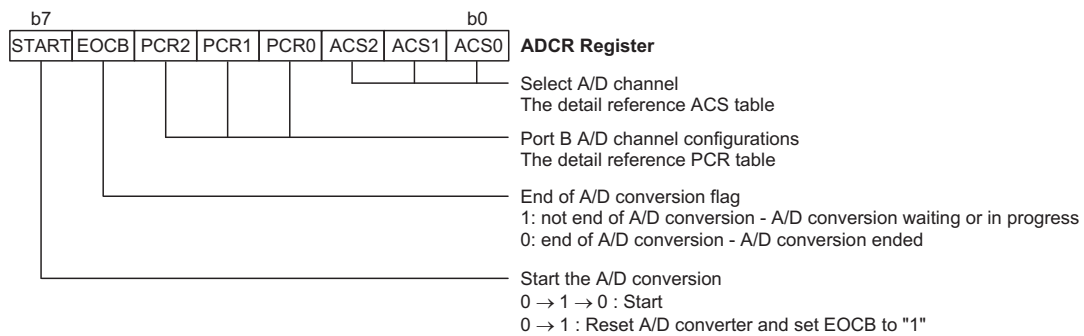 b7 b0
START EOCB PCR2 PCR1 PCR0 ACS2 ACS1 ACS0 ADCR Register
Select A/D channel
The detail reference ACS table
Port B A/D channel configurations
The detail reference PCR table
End of A/D conversion flag
1: not end of A/D conversion - A/D conversion waiting or in progress
0: end of A/D conversion - A/D conversion ended
Start the A/D conversion
0 → 1 → 0 : Start
0 → 1 : Reset A/D converter and set EOCB to "1"